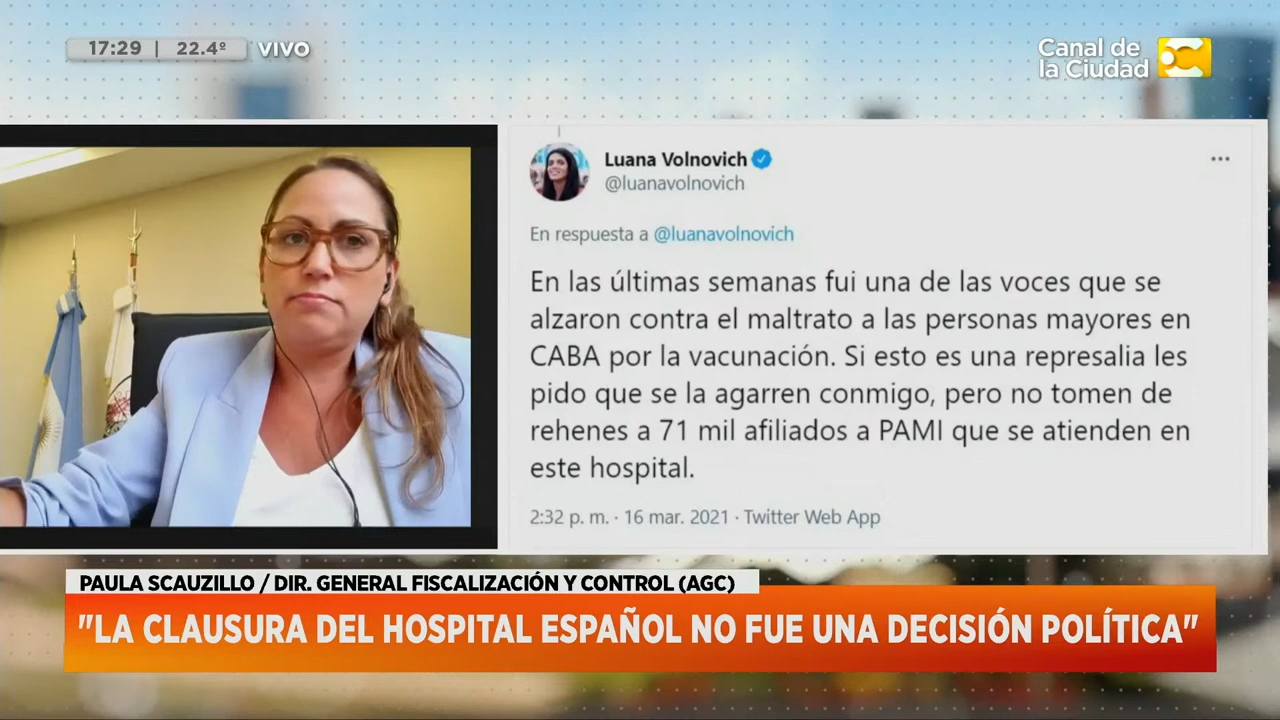 17:29 | 22.4º VIVO
Canal de
la Ciudad
Luana Volnovich
@luanavolnovich
En respuesta a @luanavolnovich
En las últimas semanas fui una de las voces que se
alzaron contra el maltrato a las personas mayores en
CABA por la vacunación. Si esto es una represalia les
pido que se la agarren conmigo, pero no tomen de
rehenes a 71 mil afiliados a PAMI que se atienden en
este hospital.
2:32 p. m. · 16 mar. 2021 · Twitter Web App
PAULA SCAUZILLO / DIR. GENERAL FISCALIZACIÓN Y CONTROL (AGC)
"LA CLAUSURA DEL HOSPITAL ESPAÑOL NO FUE UNA DECISIÓN POLÍTICA"